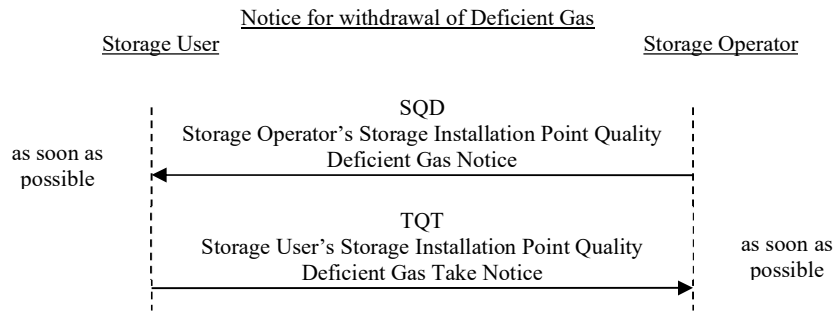 Notice for withdrawal of Deficient Gas
Storage User
Storage Operator
SQD
Storage Operator’s Storage Installation Point Quality
Deficient Gas Notice
as soon as
possible
TQT
Storage User’s Storage Installation Point Quality
Deficient Gas Take Notice
as soon as
possible